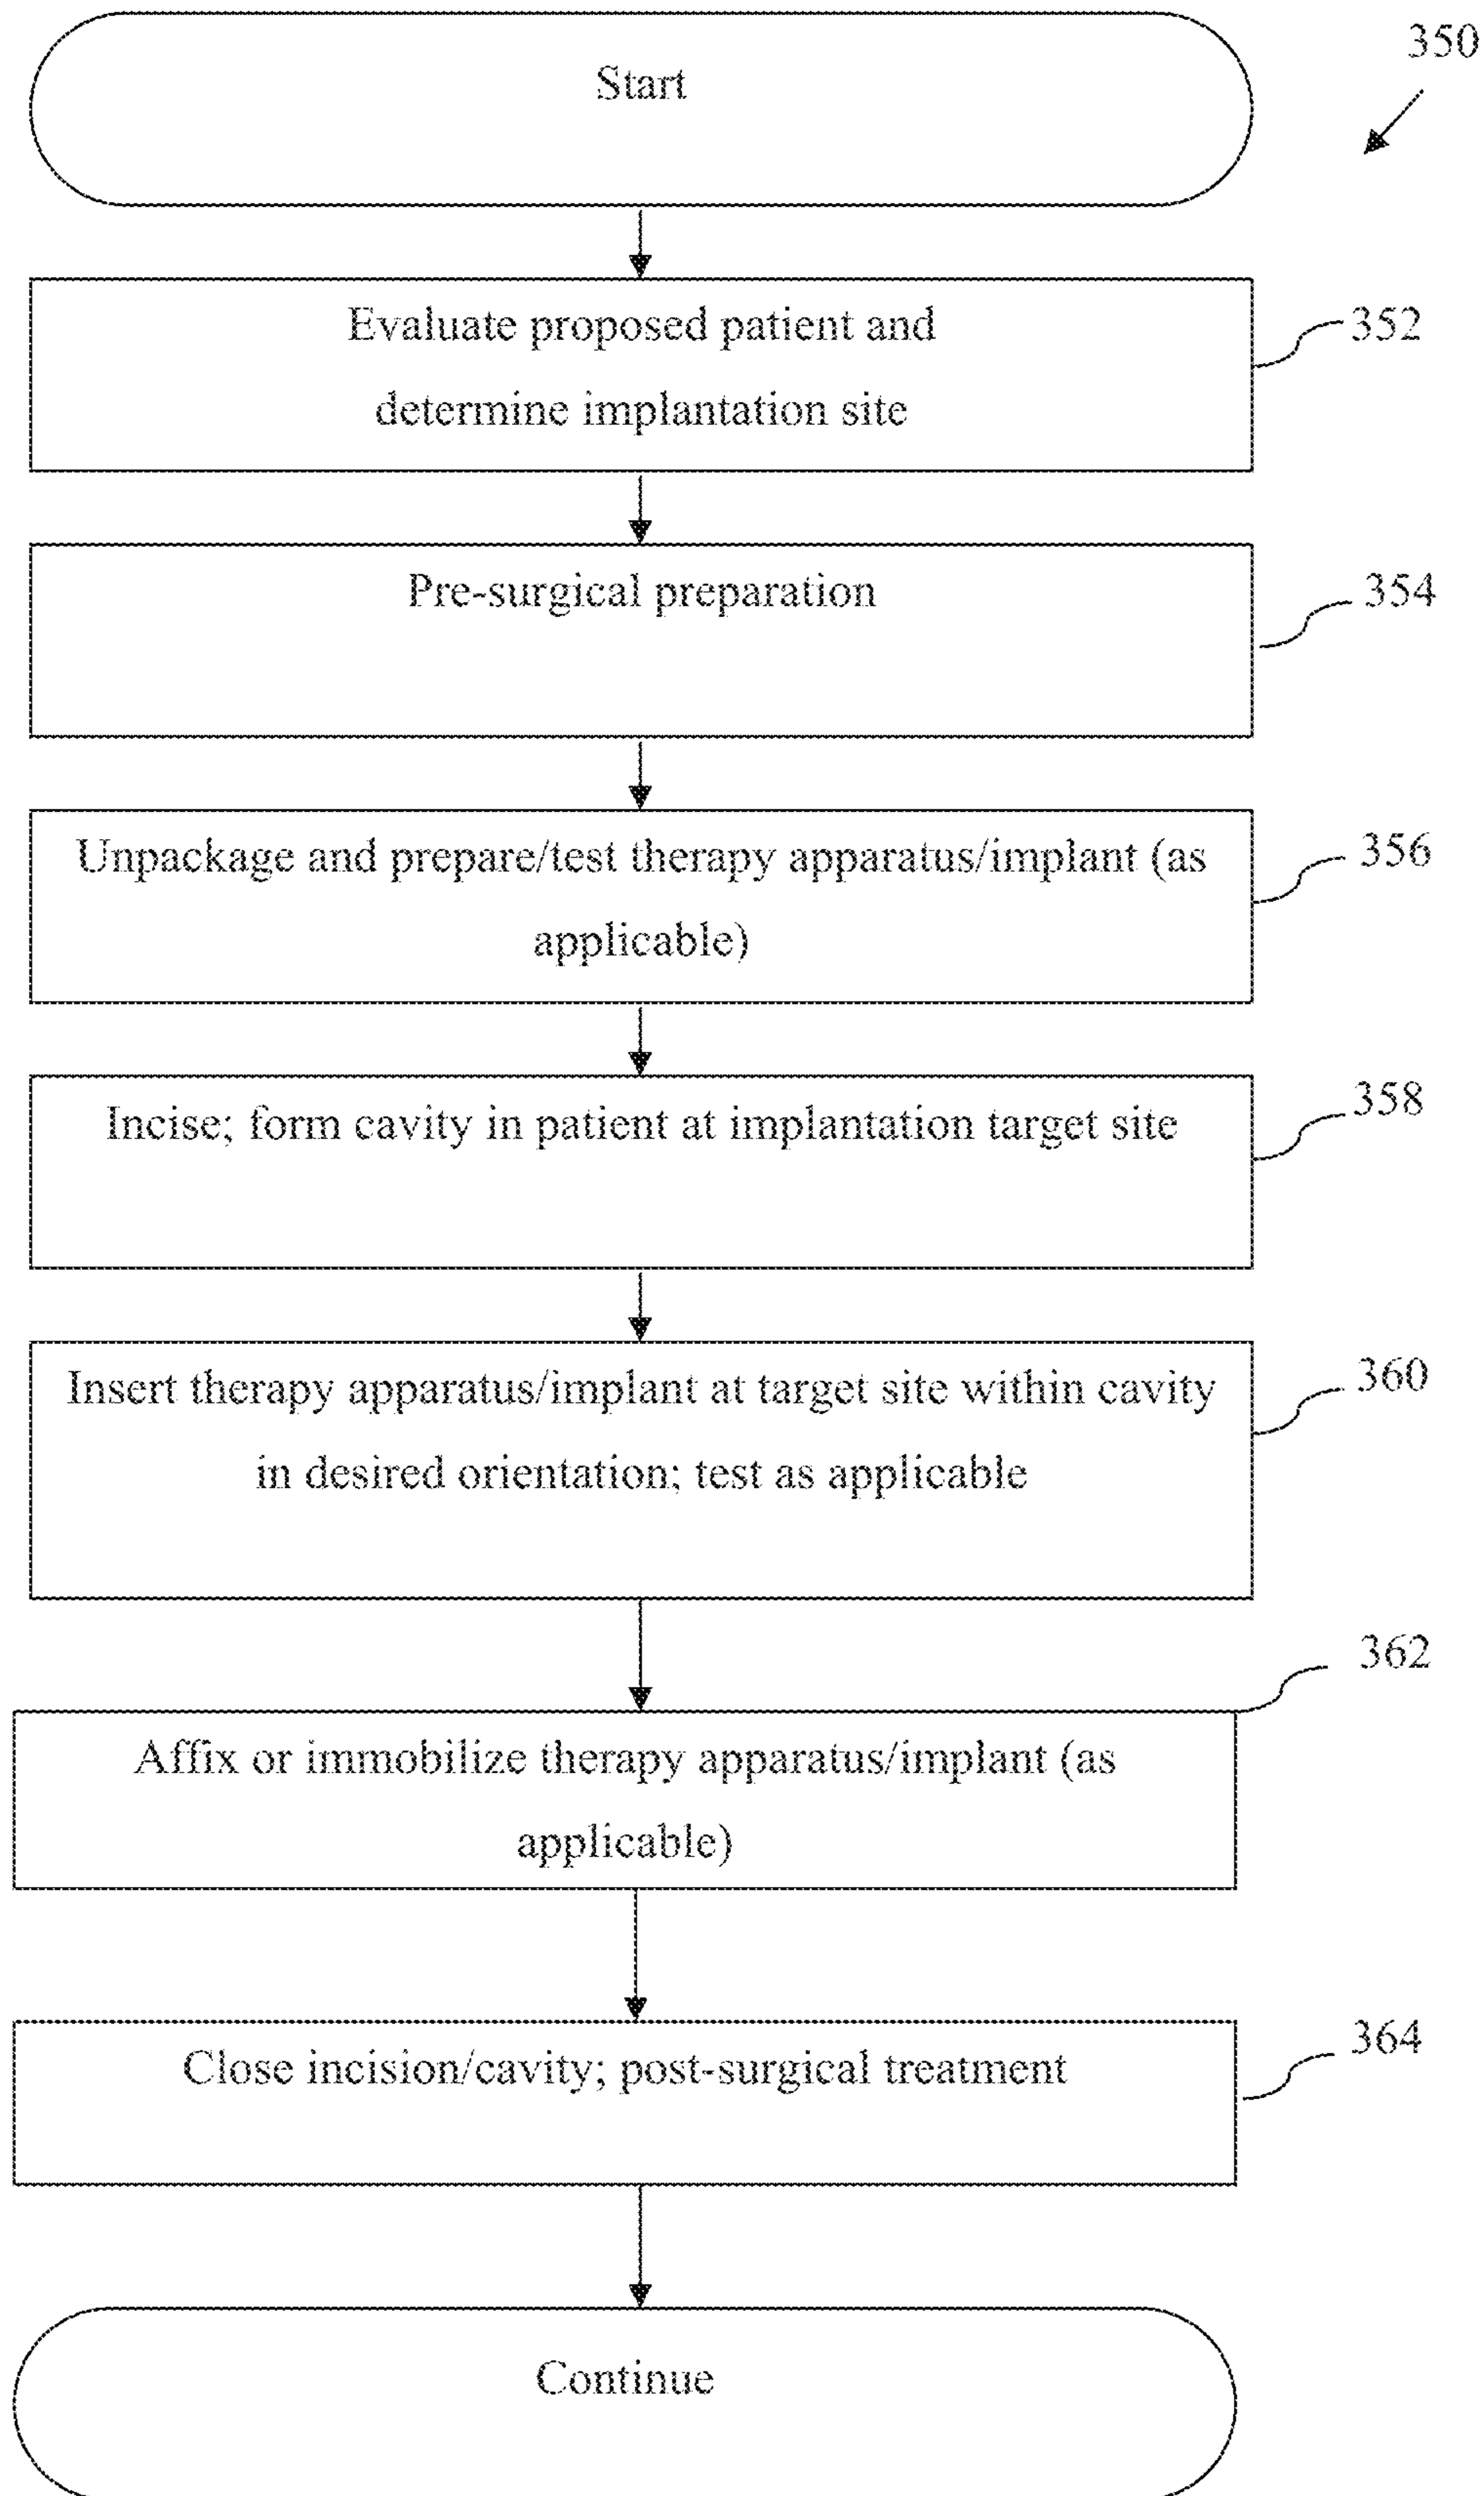 Start
350
Evaluate proposed patient and
determine implantation site
352
Pre-surgical preparation
354
Unpackage and prepare/test therapy apparatus/implant (as
applicable)
356
Incise; form cavity in patient at implantation target site
358
Insert therapy apparatus/implant at target site within cavity
in desired orientation; test as applicable
360
362
Affix or immobilize therapy apparatus/implant (as
applicable)
Close incision/cavity; post-surgical treatment
364
Continue